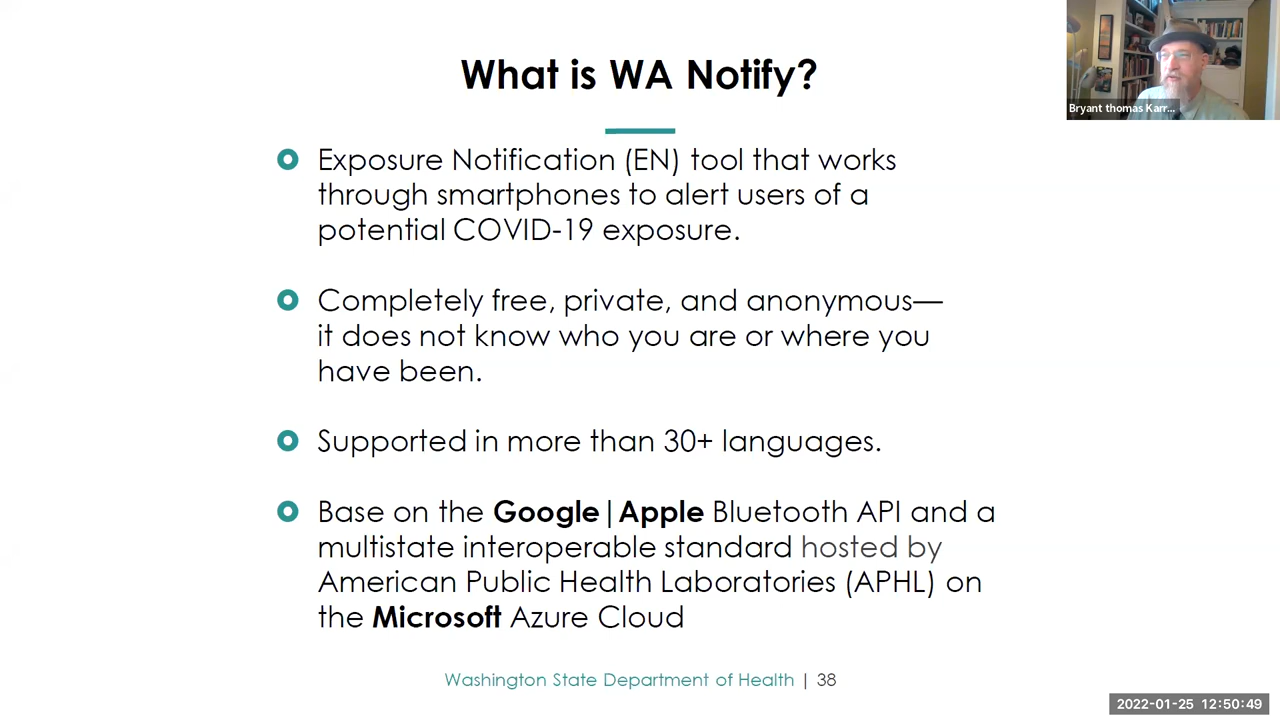 What is WA Notify?
Bryant thomas Karr...
Exposure Notification (EN) tool that works
through smartphones to alert users of a
potential COVID-19 exposure.
Completely free, private, and anonymous—
it does not know who you are or where you
have been.
Supported in more than 30+ languages.
Base on the Google|Apple Bluetooth API and a
multistate interoperable standard hosted by
American Public Health Laboratories (APHL) on
the Microsoft Azure Cloud
Washington State Department of Health | 38
2022-01-25 12:50:49